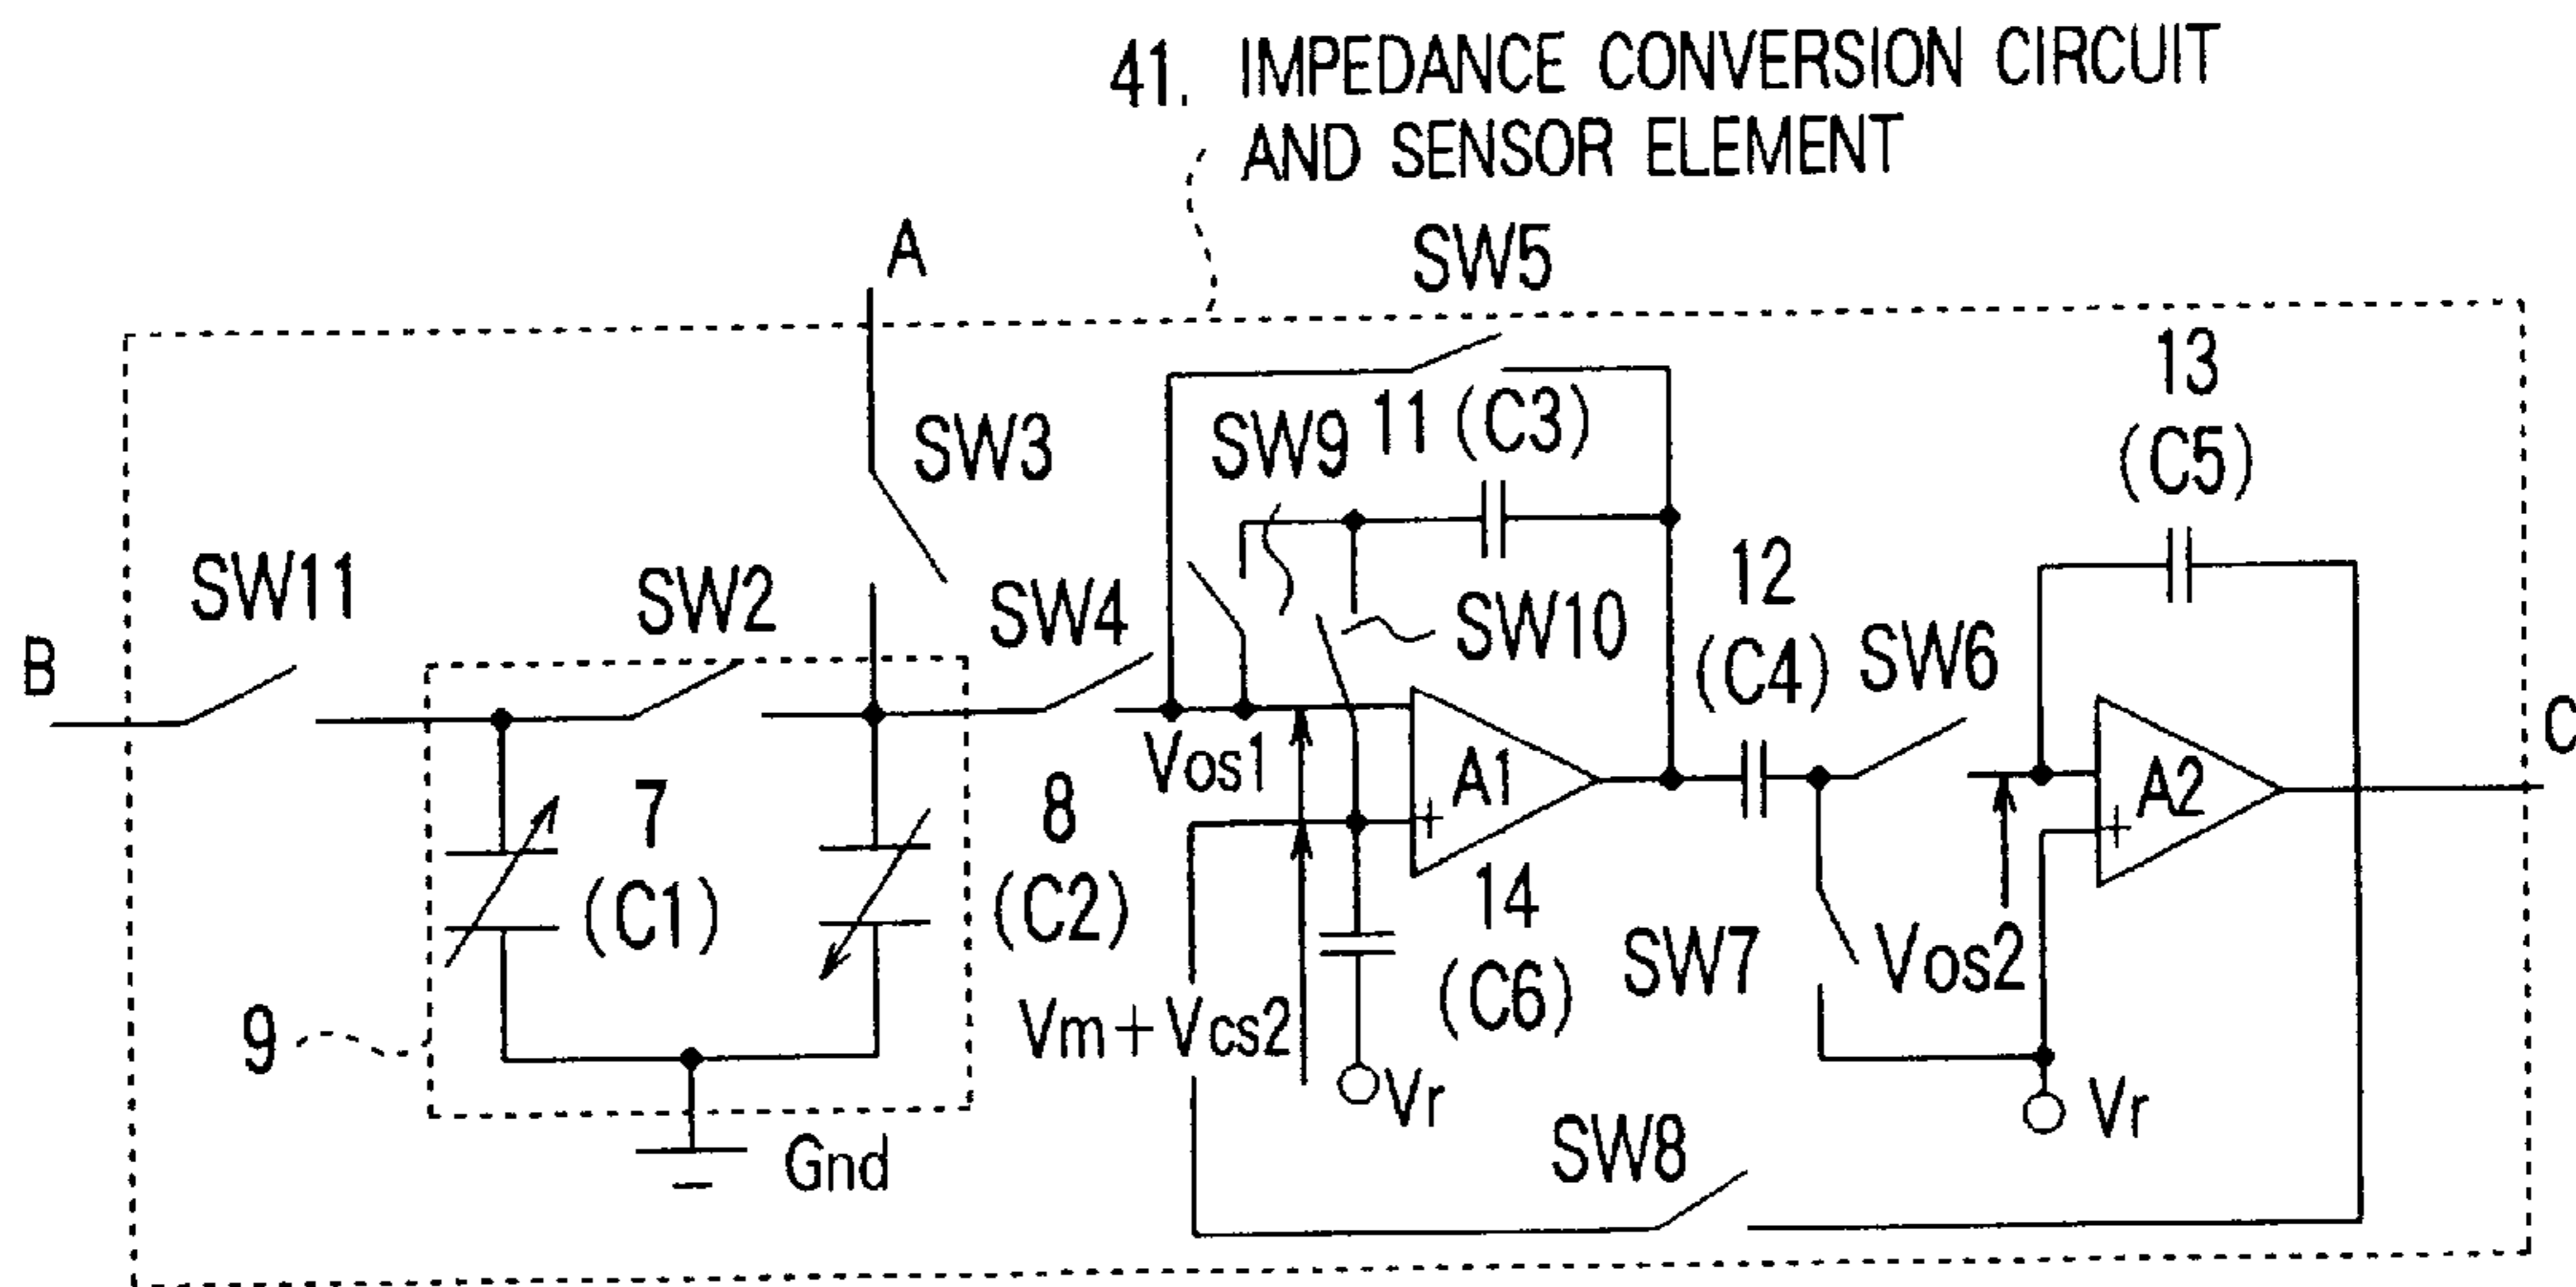 41. IMPEDANCE CONVERSION CIRCUIT
AND SENSOR ELEMENT
A
SW5
13
(C5)
SW3
SW9
11 (C3)
SW11
SW2
SW4
SW10
12
(C4)
SW6
B
C
Vos1
A1
A2
+
+
7
(C1)
8
(C2)
14
(C6)
SW7
Vos2
9
Vm+Vcs2
Vr
Vr
Gnd
SW8